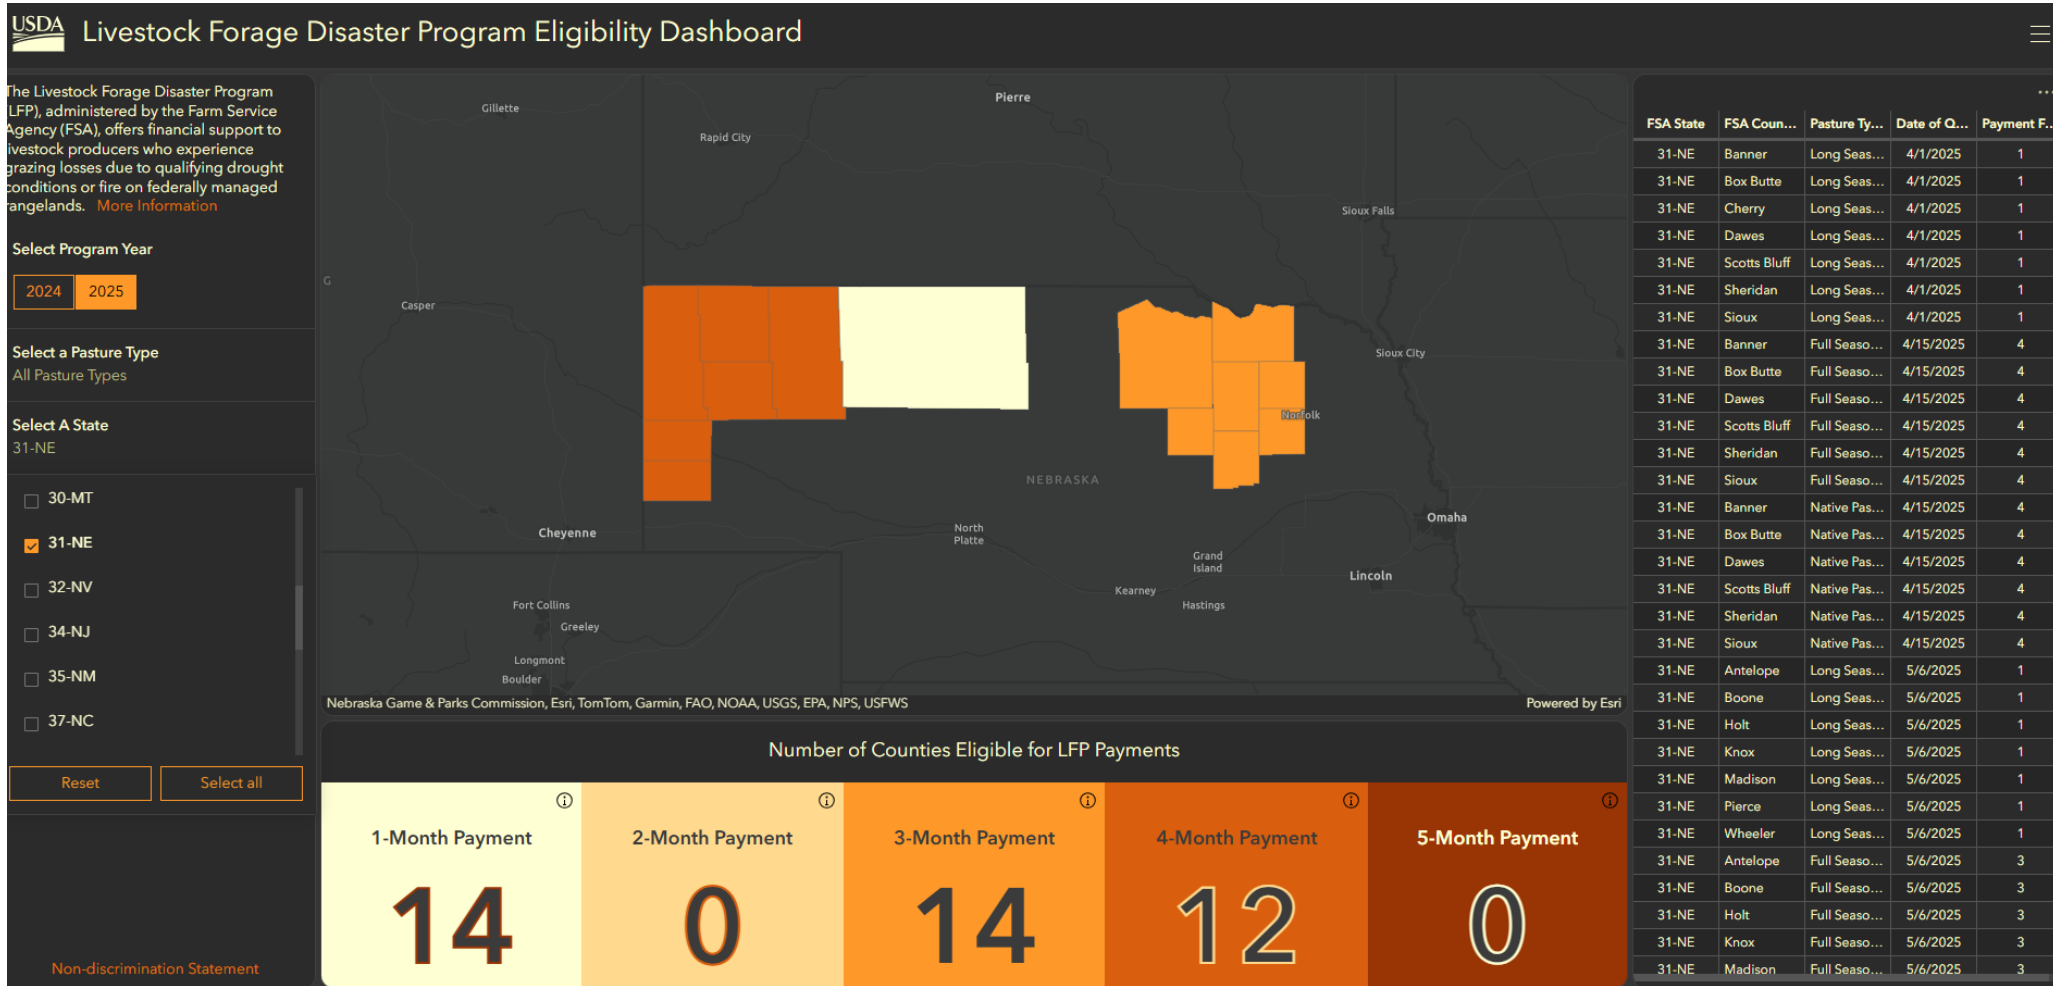 USDA
Livestock Forage Disaster Program Eligibility Dashboard
The Livestock Forage Disaster Program
(LFP), administered by the Farm Service
Agency (FSA), offers financial support to
livestock producers who experience
grazing losses due to qualifying drought
conditions or fire on federally managed
rangelands. More Information
Select Program Year
2024 2025
Select a Pasture Type
All Pasture Types
Select A State
31-NE
30-MT
31-NE
32-NV
34-NJ
35-NM
37-NC
Reset Select all
Non-discrimination Statement
Pierre
Gillette
Rapid City
Sioux Falls
G
Casper
Sioux City
Norfolk
NEBRASKA
Omaha
Cheyenne
North
Platte
Grand
Island
Lincoln
Kearney
Hastings
Fort Collins
Greeley
Longmont
Boulder
Nebraska Game & Parks Commission, Esri, TomTom, Garmin, FAO, NOAA, USGS, EPA, NPS, USFWS
Powered by Esri
Number of Counties Eligible for LFP Payments
1-Month Payment
14
2-Month Payment
0
3-Month Payment
14
4-Month Payment
12
5-Month Payment
0
FSA State FSA Coun... Pasture Ty... Date of Q... Payment F...
31-NE Banner Long Seas... 4/1/2025 1
31-NE Box Butte Long Seas... 4/1/2025 1
31-NE Cherry Long Seas... 4/1/2025 1
31-NE Dawes Long Seas... 4/1/2025 1
31-NE Scotts Bluff Long Seas... 4/1/2025 1
31-NE Sheridan Long Seas... 4/1/2025 1
31-NE Sioux Long Seas... 4/1/2025 1
31-NE Banner Full Seaso... 4/15/2025 4
31-NE Box Butte Full Seaso... 4/15/2025 4
31-NE Dawes Full Seaso... 4/15/2025 4
31-NE Scotts Bluff Full Seaso... 4/15/2025 4
31-NE Sheridan Full Seaso... 4/15/2025 4
31-NE Sioux Full Seaso... 4/15/2025 4
31-NE Banner Native Pas... 4/15/2025 4
31-NE Box Butte Native Pas... 4/15/2025 4
31-NE Dawes Native Pas... 4/15/2025 4
31-NE Scotts Bluff Native Pas... 4/15/2025 4
31-NE Sheridan Native Pas... 4/15/2025 4
31-NE Sioux Native Pas... 4/15/2025 4
31-NE Antelope Long Seas... 5/6/2025 1
31-NE Boone Long Seas... 5/6/2025 1
31-NE Holt Long Seas... 5/6/2025 1
31-NE Knox Long Seas... 5/6/2025 1
31-NE Madison Long Seas... 5/6/2025 1
31-NE Pierce Long Seas... 5/6/2025 1
31-NE Wheeler Long Seas... 5/6/2025 1
31-NE Antelope Full Seaso... 5/6/2025 3
31-NE Boone Full Seaso... 5/6/2025 3
31-NE Holt Full Seaso... 5/6/2025 3
31-NE Knox Full Seaso... 5/6/2025 3
31-NE Madison Full Seaso... 5/6/2025 3